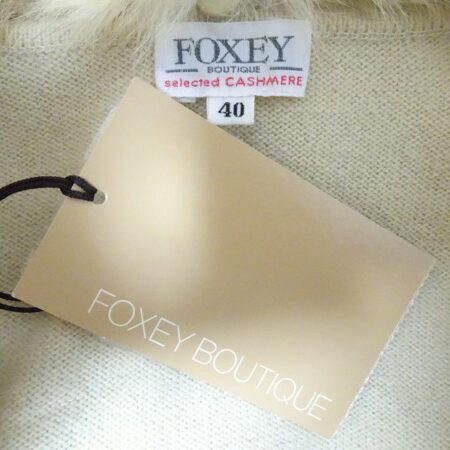 FOXEY
BOUTIQUE
selected CASHMERE
40
FOXEY BOUTIQUE